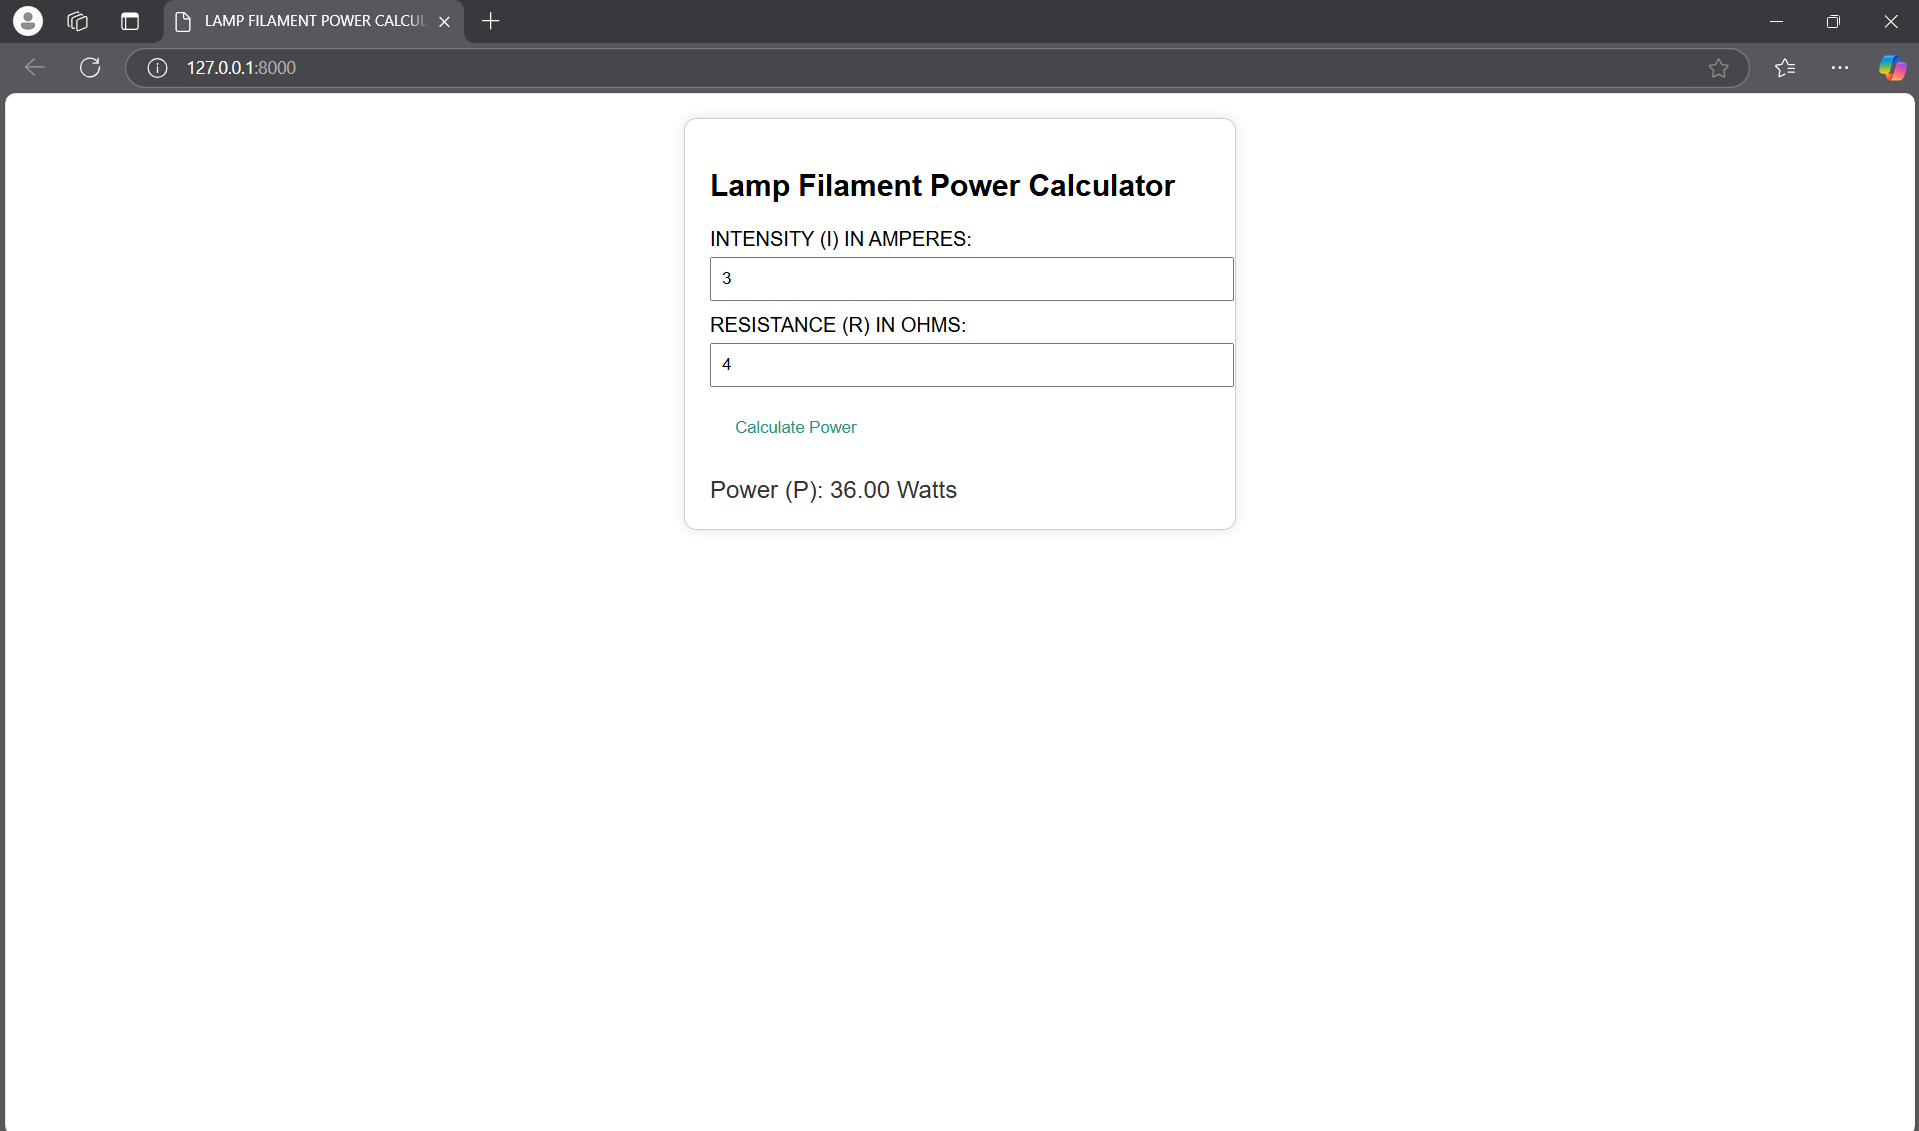 LAMP FILAMENT POWER CALCUL
127.0.0.1:8000
Lamp Filament Power Calculator
INTENSITY (I) IN AMPERES:
3
RESISTANCE (R) IN OHMS:
4
Calculate Power
Power (P): 36.00 Watts